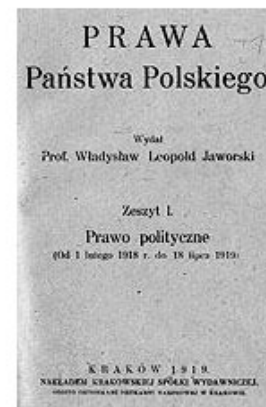 PRAWA
Państwa Polskiego
Wydał
Prof. Władysław Leopold Jaworski
Zeszyt I.
Prawo polityczne
(Od 1 lutego 1918 r. do 18 lipca 1919)
KRAKÓW 1919.
NAKŁADEM KRAKOWSKIEJ SPÓŁKI WYDAWNICZEJ.
W KRAKOWIE.